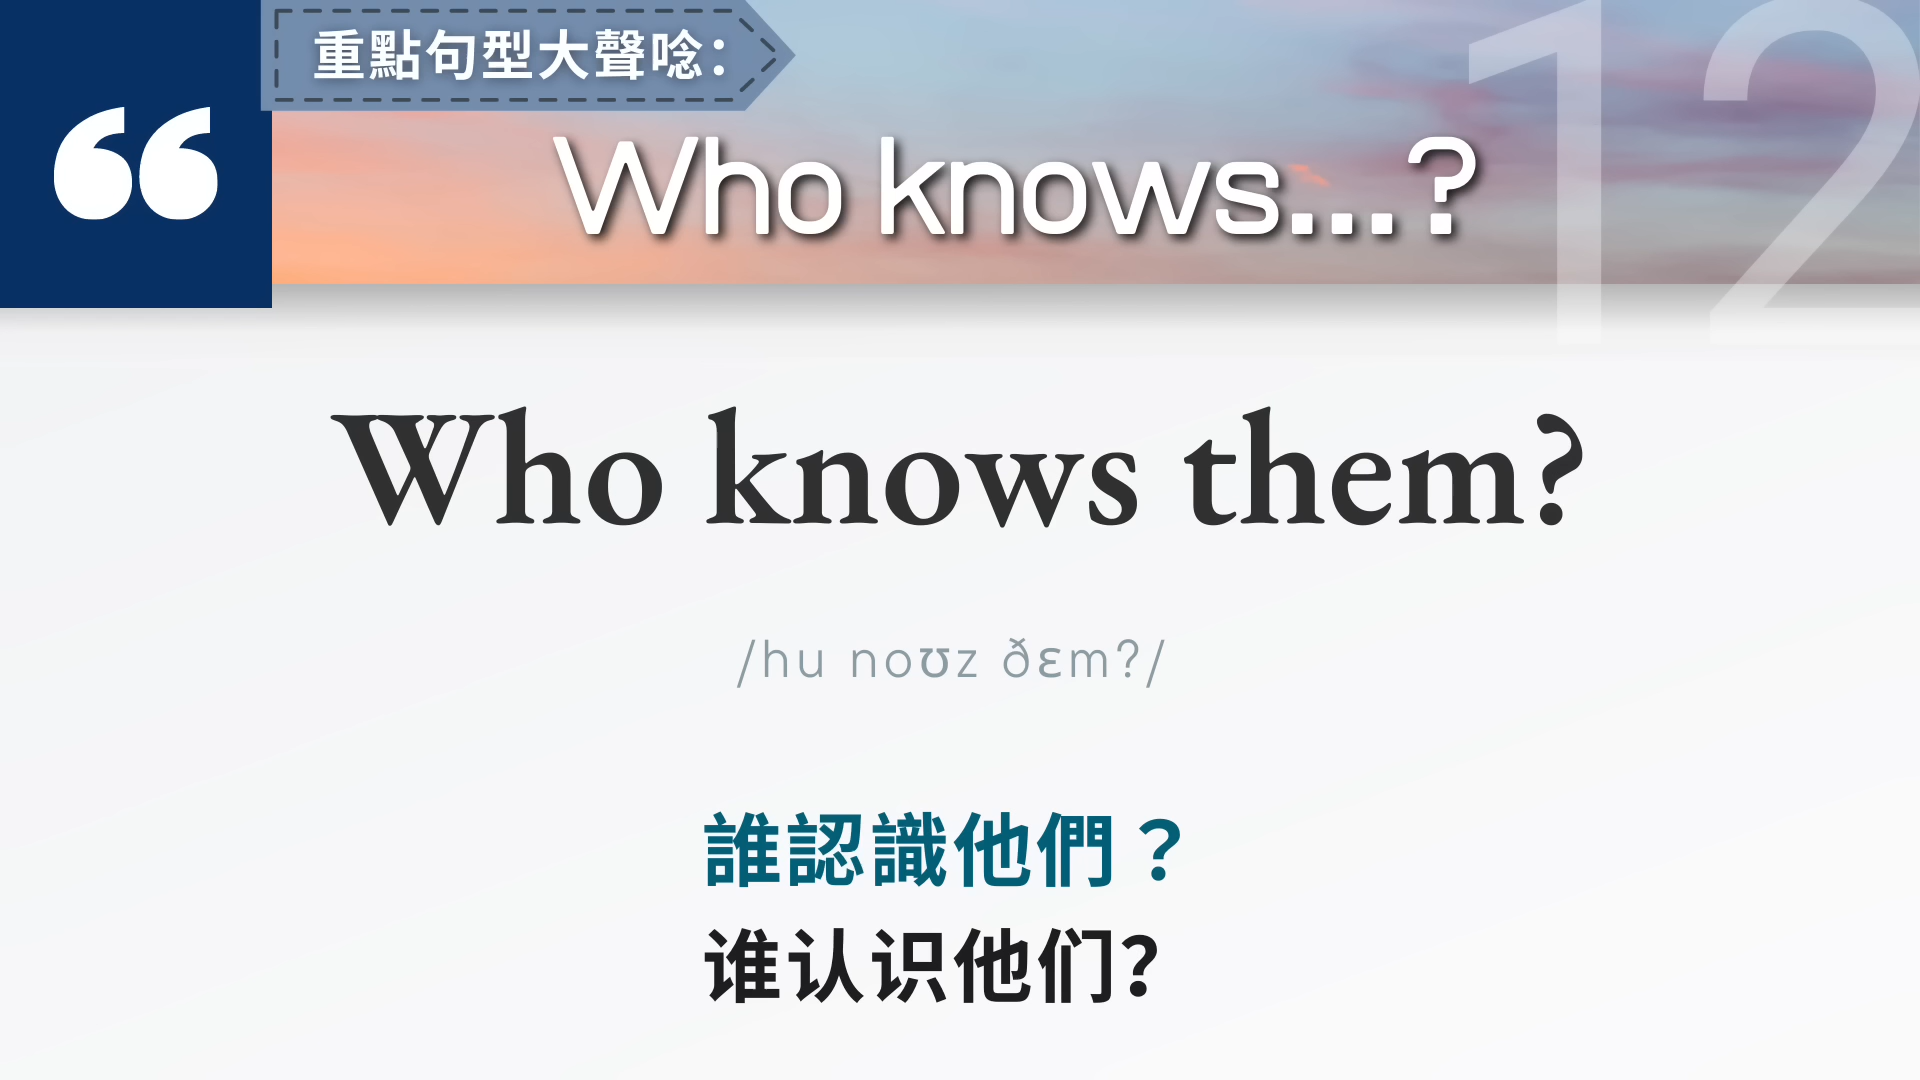 重點句型大聲唸：
12
Who knows...?
Who knows them?
/hu noʊz ðɛm?/
誰認識他們？
谁认识他们?